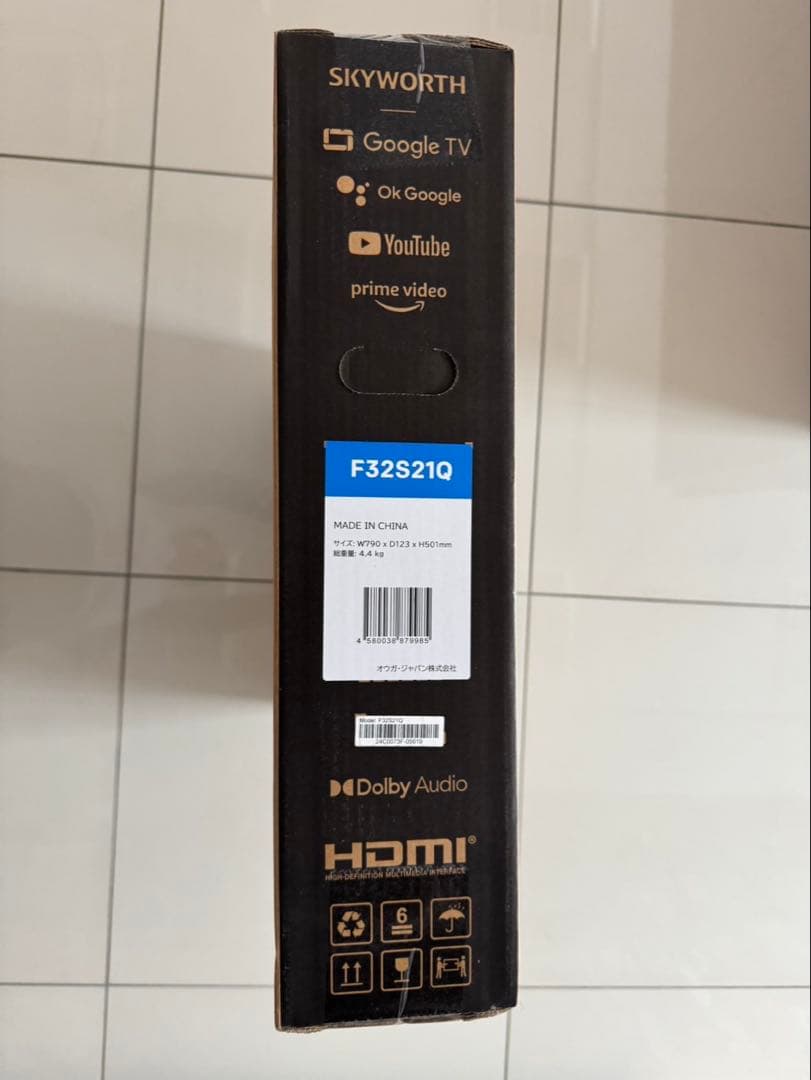 SKYWORTH
Google TV
Ok Google
YouTube
prime video
F32S21Q
MADE IN CHINA
サイズ: W790 x D123 x H501mm
総重量: 4.4 kg
4 580038 879985
オウガ・ジャパン株式会社
Model: F32S21Q
Dolby Audio
HDMI®
HIGH-DEFINITION MULTIMEDIA INTERFACE
6